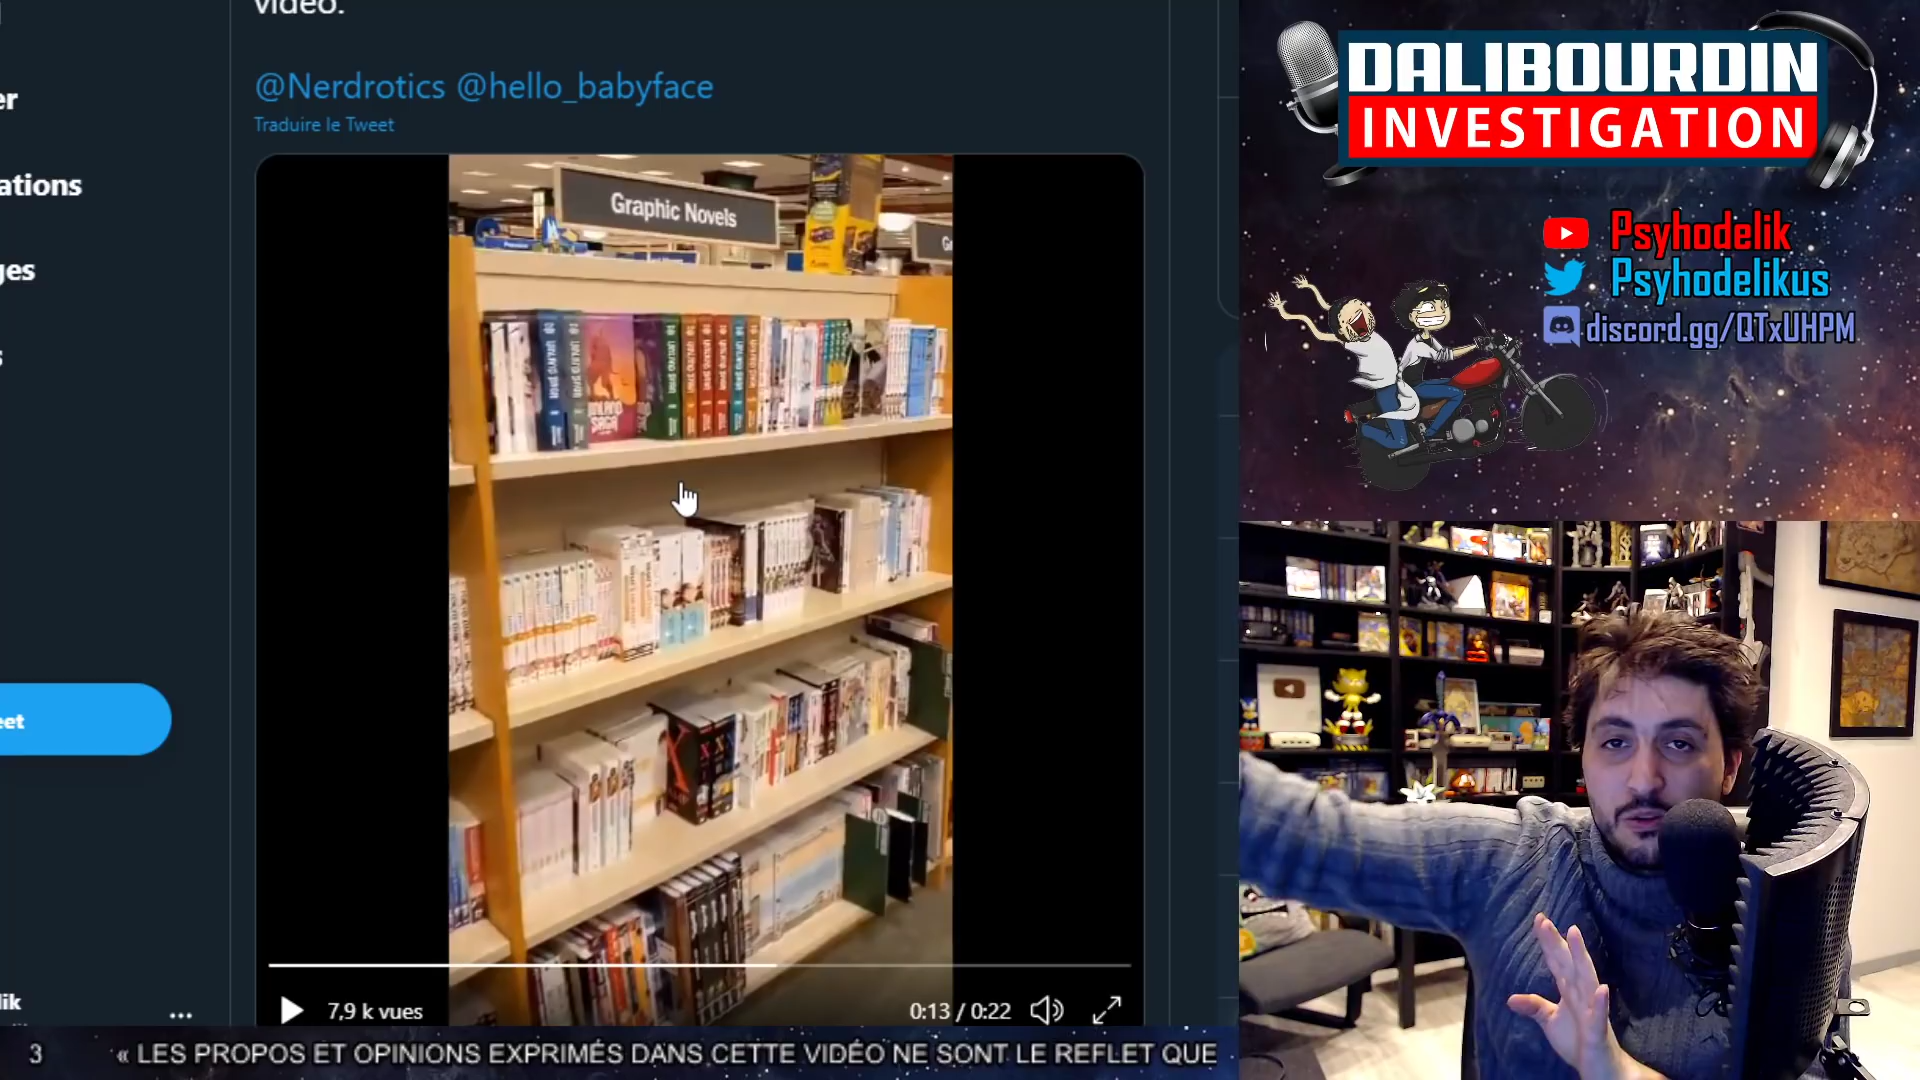 vidéo.
@Nerdrotics @hello_babyface
Traduire le Tweet
er
ations
ges
s
eet
lik
Graphic Novels
7,9 k vues
0:13 / 0:22
DALIBOURDIN
INVESTIGATION
Psyhodelik
Psyhodelikus
discord.gg/QTxUHPM
3
« LES PROPOS ET OPINIONS EXPRIMÉS DANS CETTE VIDÉO NE SONT LE REFLET QUE